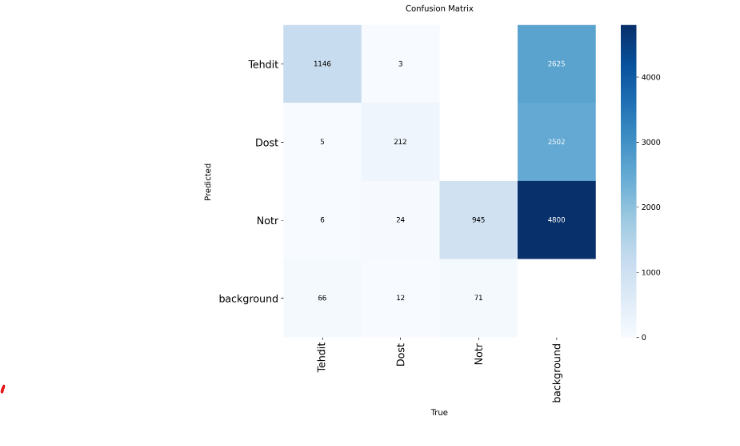 Confusion Matrix
Tehdit
1146
3
2625
4000
Dost
5
212
2502
3000
Predicted
Notr
6
24
945
4800
2000
1000
background
66
12
71
0
Tehdit
Dost
Notr
background
True